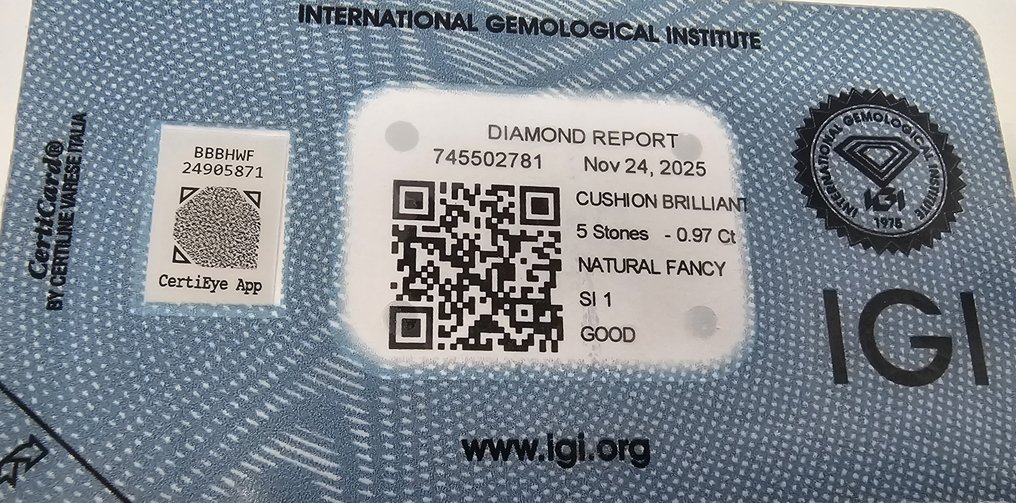 INTERNATIONAL GEMOLOGICAL INSTITUTE
CertiCard®
BY CERTILINE VARESE ITALIA
BBBHWF
24905871
CertiEye App
DIAMOND REPORT
745502781 Nov 24, 2025
CUSHION BRILLIANT
5 Stones - 0.97 Ct
NATURAL FANCY
SI 1
GOOD
INTERNATIONAL GEMOLOGICAL INSTITUTE
IGI
1975
IGI
www.igi.org